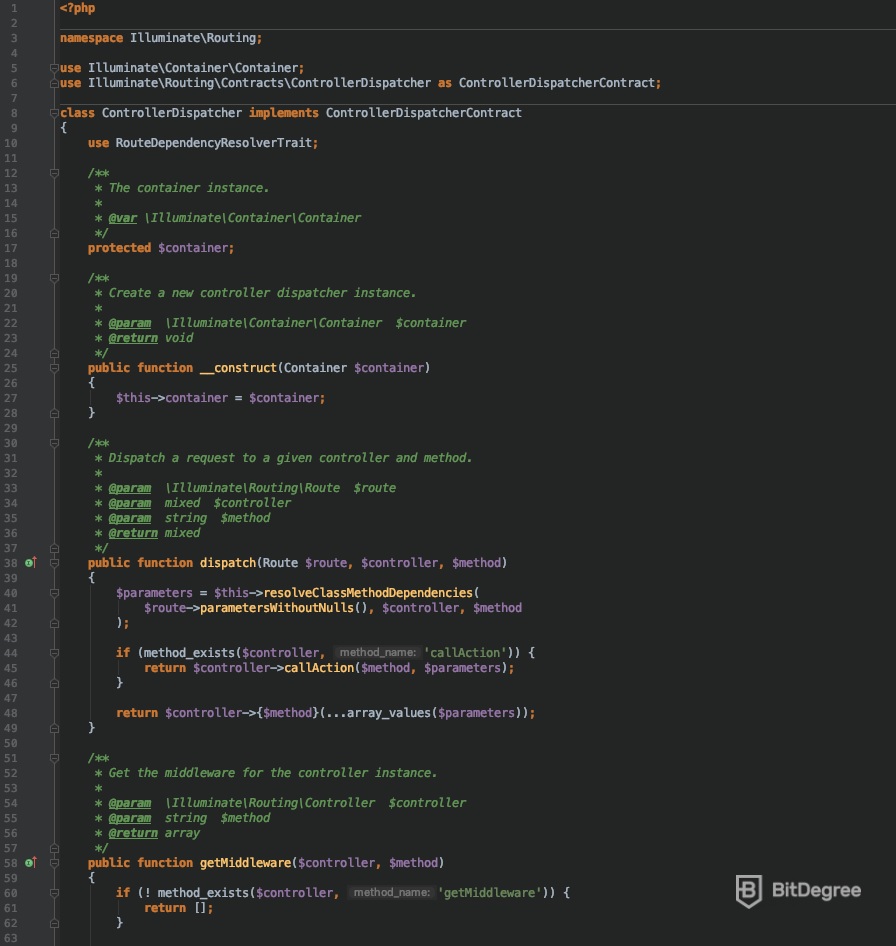 1 <?php
2
3 namespace Illuminate\Routing;
4
5 use Illuminate\Container\Container;
6 use Illuminate\Routing\Contracts\ControllerDispatcher as ControllerDispatcherContract;
7
8 class ControllerDispatcher implements ControllerDispatcherContract
9 {
10     use RouteDependencyResolverTrait;
11
12     /**
13      * The container instance.
14      *
15      * @var \Illuminate\Container\Container
16      */
17     protected $container;
18
19     /**
20      * Create a new controller dispatcher instance.
21      *
22      * @param  \Illuminate\Container\Container  $container
23      * @return void
24      */
25     public function __construct(Container $container)
26     {
27         $this->container = $container;
28     }
29
30     /**
31      * Dispatch a request to a given controller and method.
32      *
33      * @param  \Illuminate\Routing\Route  $route
34      * @param  mixed  $controller
35      * @param  string  $method
36      * @return mixed
37      */
38     public function dispatch(Route $route, $controller, $method)
39     {
40         $parameters = $this->resolveClassMethodDependencies(
41             $route->parametersWithoutNulls(), $controller, $method
42         );
43
44         if (method_exists($controller, method_name: 'callAction')) {
45             return $controller->callAction($method, $parameters);
46         }
47
48         return $controller->{$method}(...array_values($parameters));
49     }
50
51     /**
52      * Get the middleware for the controller instance.
53      *
54      * @param  \Illuminate\Routing\Controller  $controller
55      * @param  string  $method
56      * @return array
57      */
58     public function getMiddleware($controller, $method)
59     {
60         if (! method_exists($controller, method_name: 'getMiddleware')) {
61             return [];
62         }
63
BitDegree